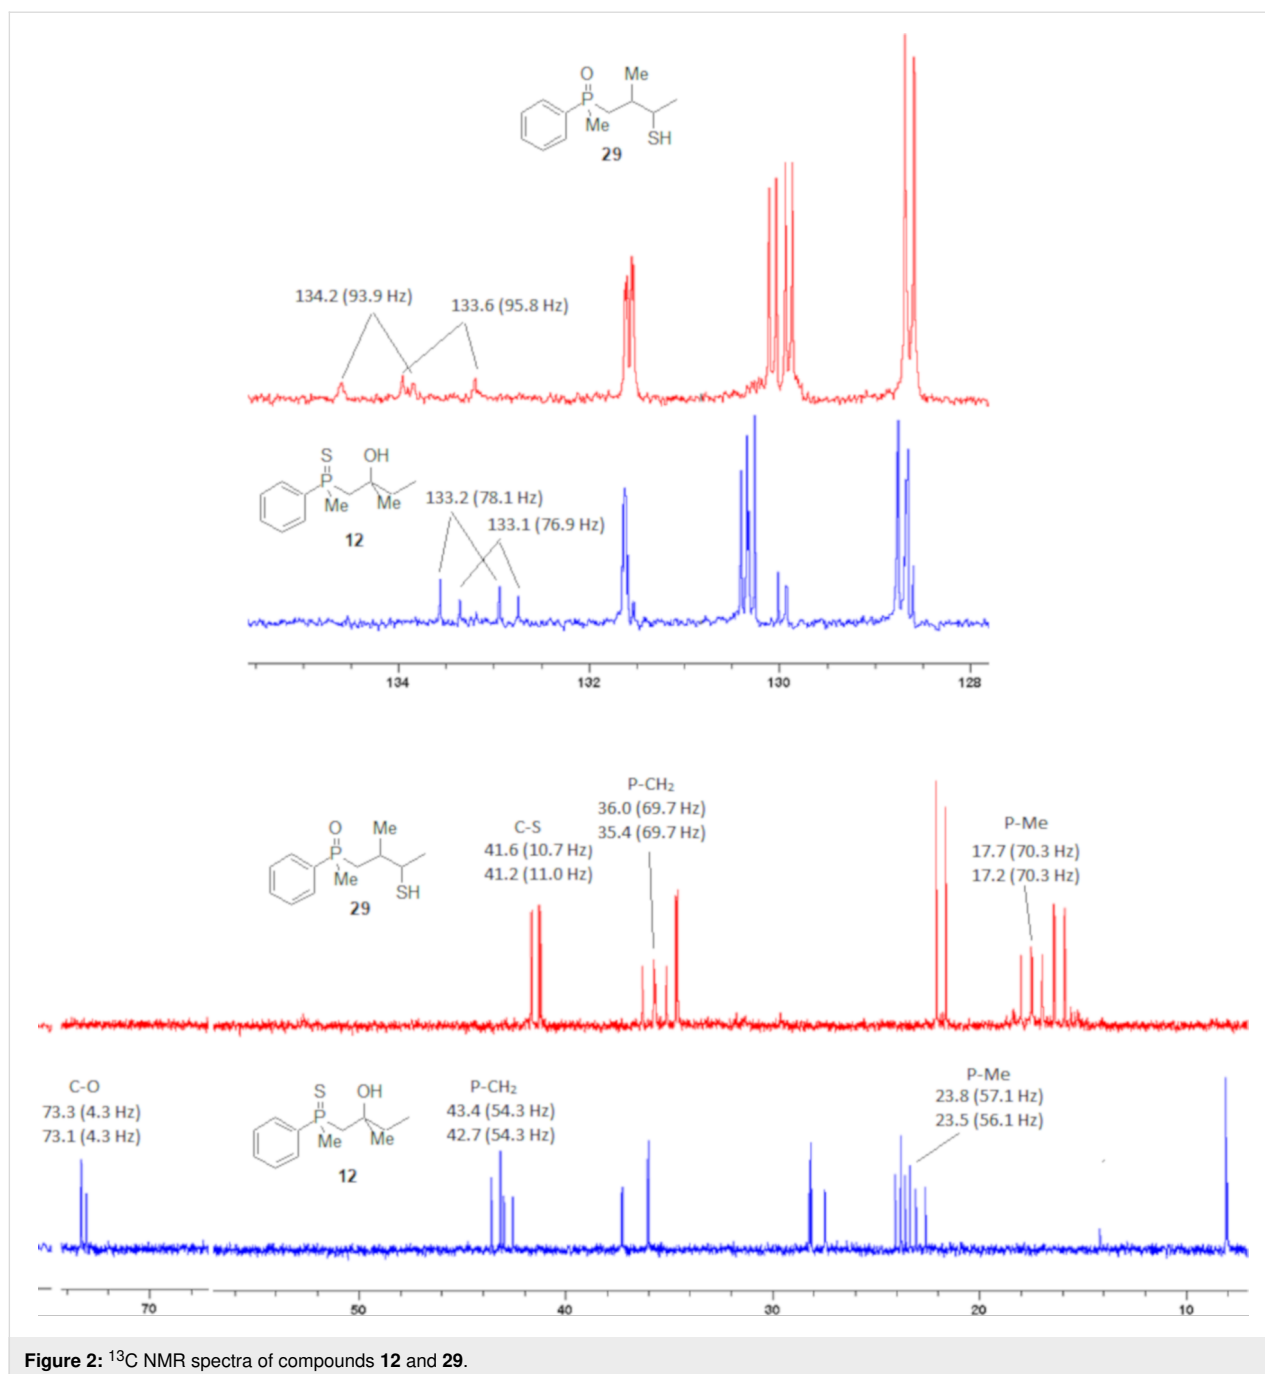 O
Me
P
Me
SH
29
134.2 (93.9 Hz)
133.6 (95.8 Hz)
S
OH
P
Me
Me
12
133.2 (78.1 Hz)
133.1 (76.9 Hz)
134
132
130
128
P-CH₂
36.0 (69.7 Hz)
35.4 (69.7 Hz)
C-S
41.6 (10.7 Hz)
41.2 (11.0 Hz)
P-Me
17.7 (70.3 Hz)
17.2 (70.3 Hz)
O
Me
P
Me
SH
29
C-O
73.3 (4.3 Hz)
73.1 (4.3 Hz)
S
OH
P
Me
Me
12
P-CH₂
43.4 (54.3 Hz)
42.7 (54.3 Hz)
P-Me
23.8 (57.1 Hz)
23.5 (56.1 Hz)
70
50
40
30
20
10
Figure 2: ¹³C NMR spectra of compounds 12 and 29.